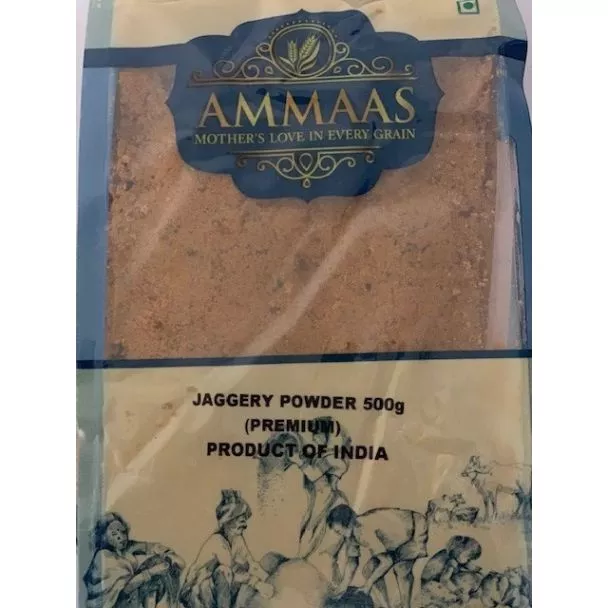 AMMAAS
MOTHER'S LOVE IN EVERY GRAIN
JAGGERY POWDER 500g
(PREMIUM)
PRODUCT OF INDIA